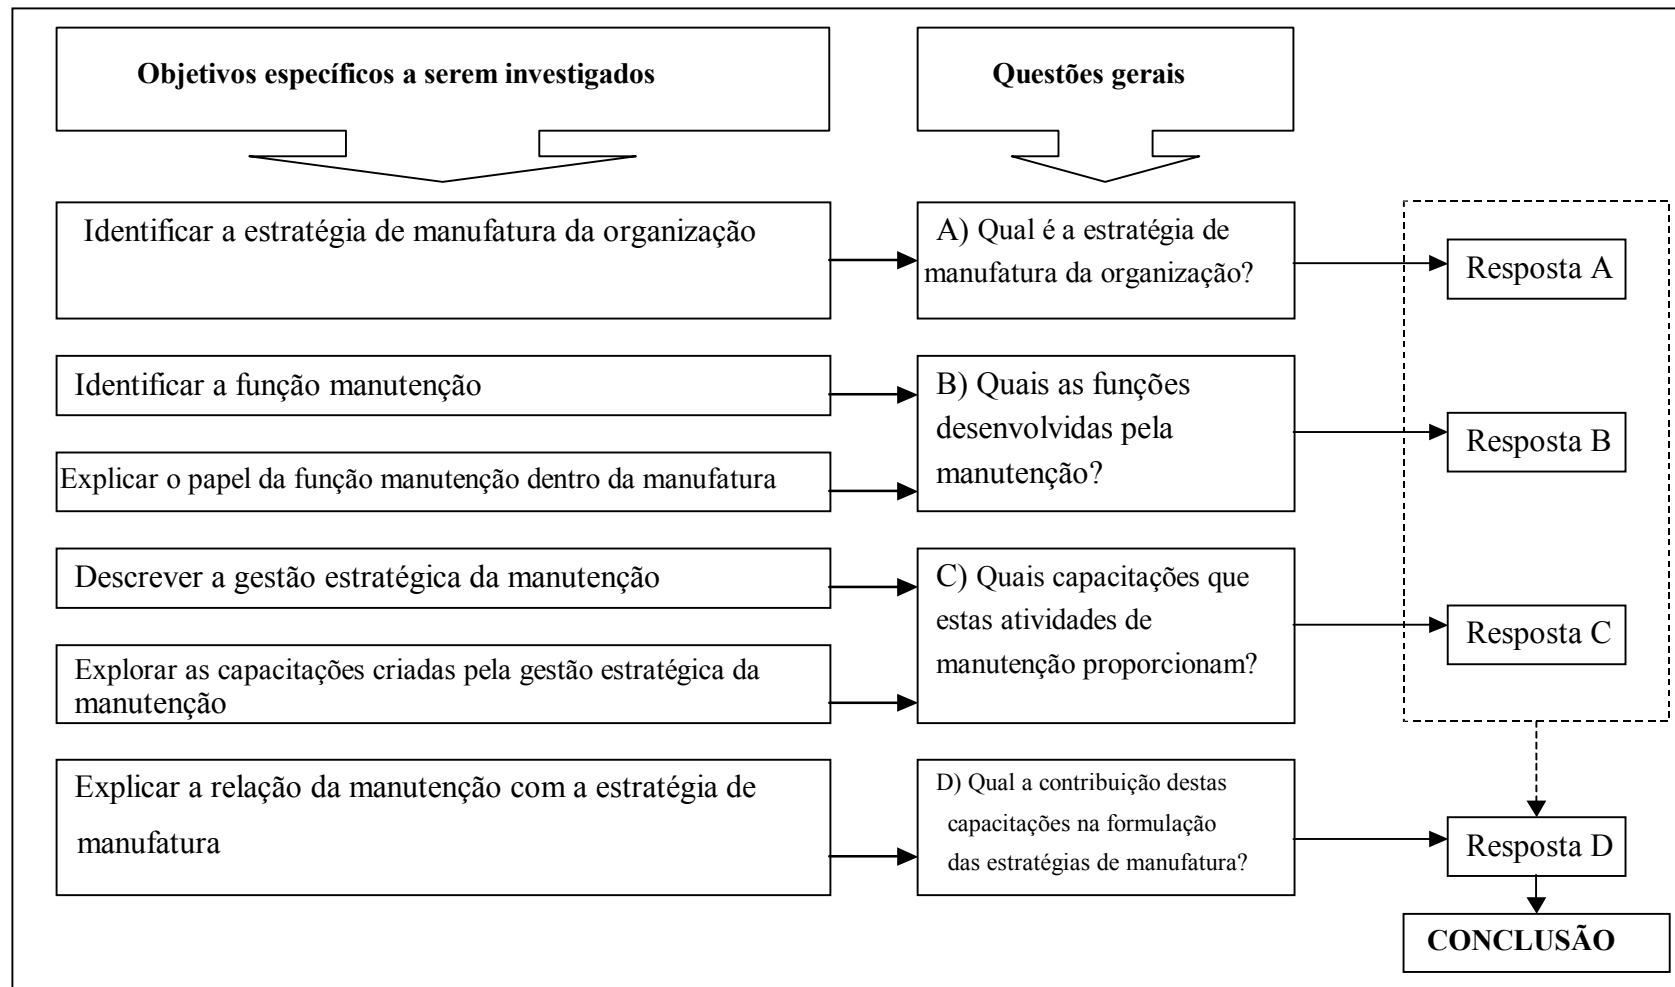 Objetivos específicos a serem investigados
Questões gerais
Identificar a estratégia de manufatura da organização
A) Qual é a estratégia de
manufatura da organização?
Resposta A
Identificar a função manutenção
Explicar o papel da função manutenção dentro da manufatura
B) Quais as funções
desenvolvidas pela
manutenção?
Resposta B
Descrever a gestão estratégica da manutenção
Explorar as capacitações criadas pela gestão estratégica da
manutenção
C) Quais capacitações que
estas atividades de
manutenção proporcionam?
Resposta C
Explicar a relação da manutenção com a estratégia de
manufatura
D) Qual a contribuição destas
capacitações na formulação
das estratégias de manufatura?
Resposta D
CONCLUSÃO